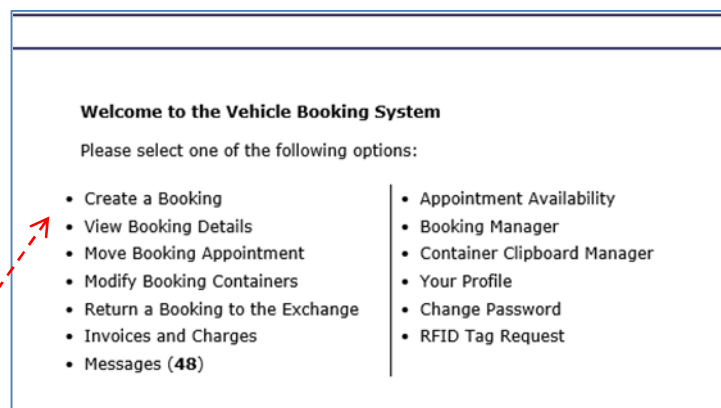 Welcome to the Vehicle Booking System
Please select one of the following options:
• Create a Booking
• View Booking Details
• Move Booking Appointment
• Modify Booking Containers
• Return a Booking to the Exchange
• Invoices and Charges
• Messages (48)
• Appointment Availability
• Booking Manager
• Container Clipboard Manager
• Your Profile
• Change Password
• RFID Tag Request